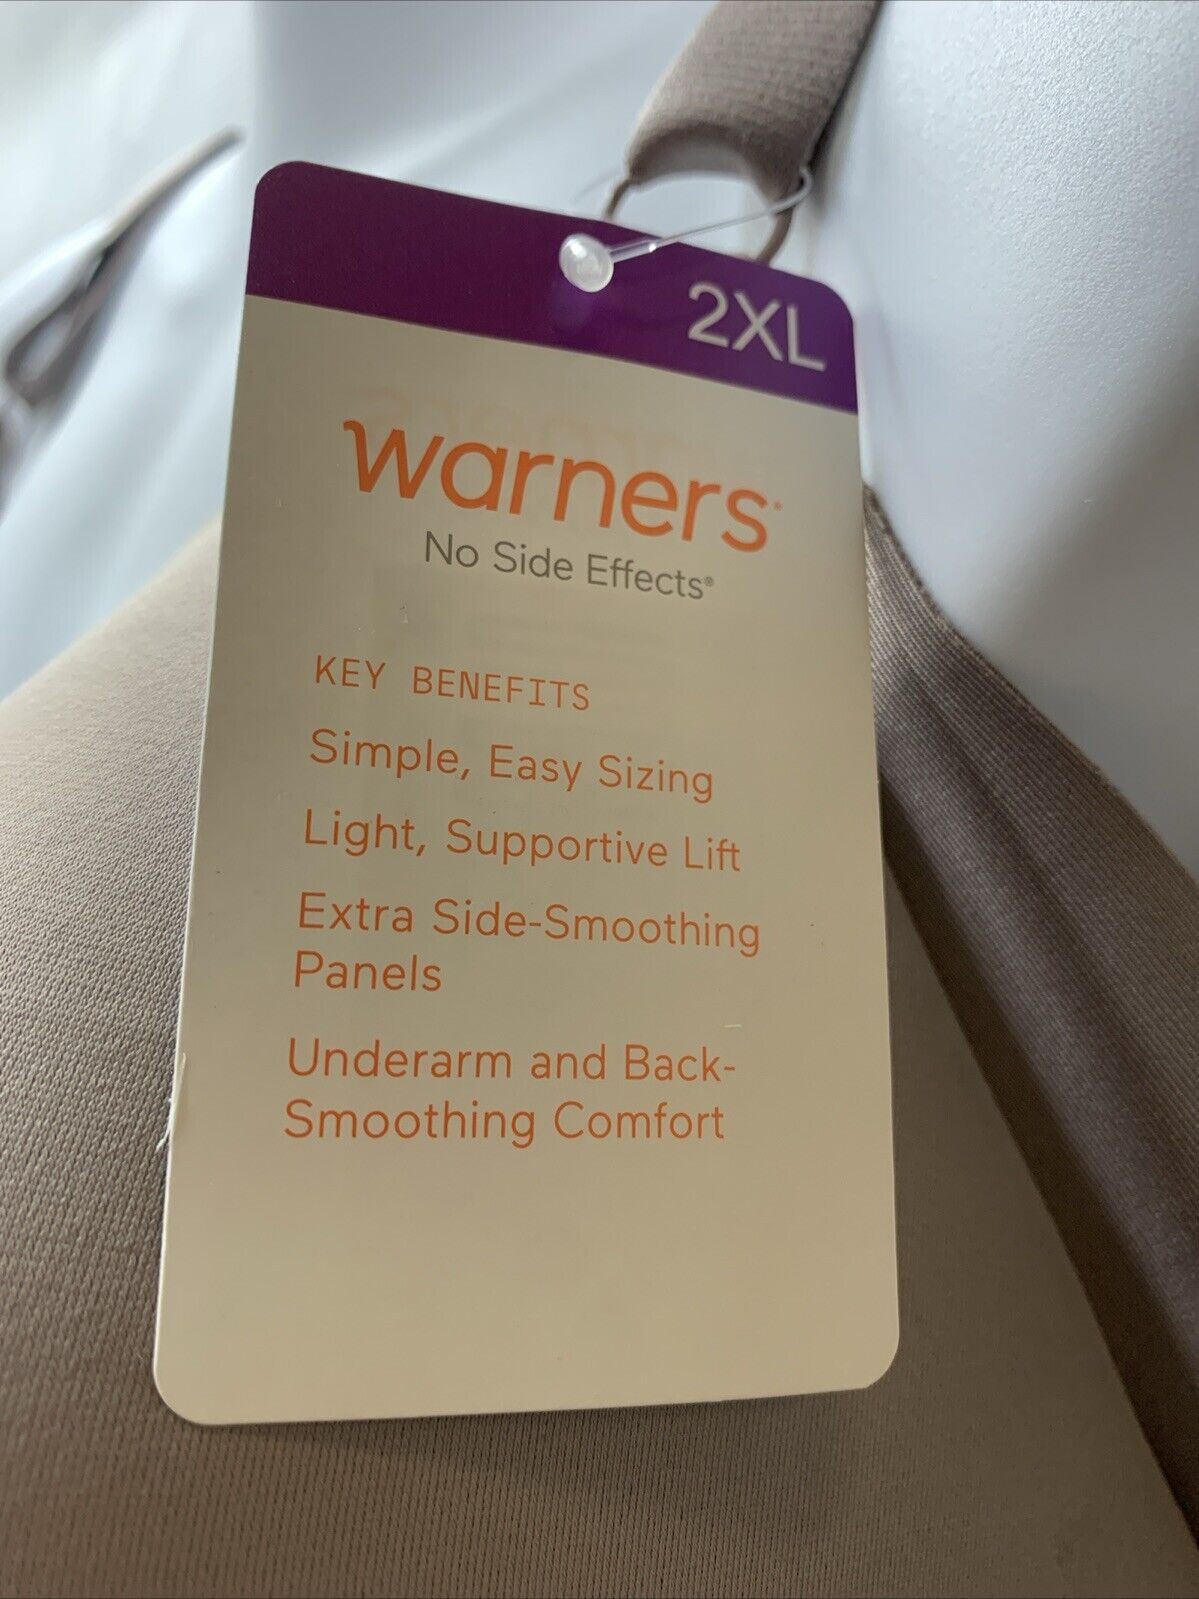 2XL
warners®
No Side Effects®
KEY BENEFITS
Simple, Easy Sizing
Light, Supportive Lift
Extra Side-Smoothing
Panels
Underarm and Back-
Smoothing Comfort